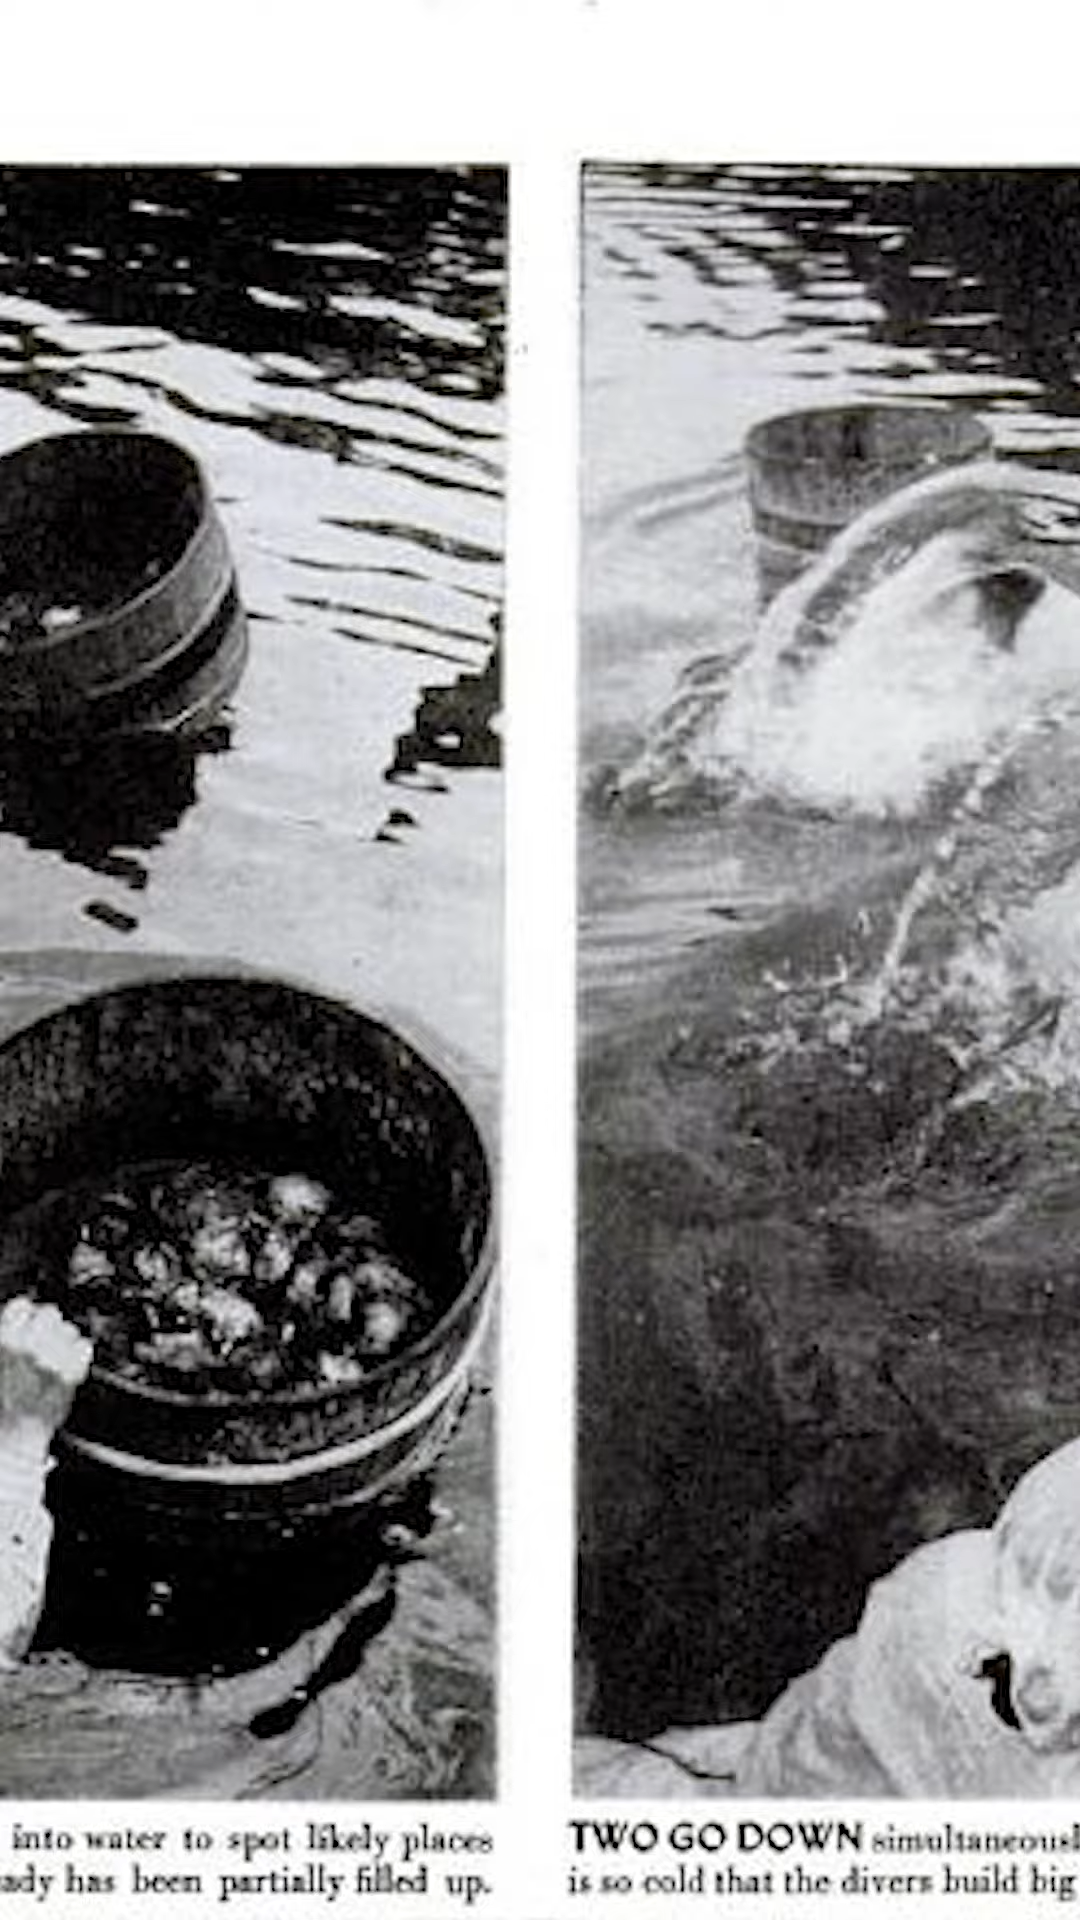 into water to spot likely places
ady has been partially filled up.
TWO GO DOWN simultaneousl
is so cold that the divers build big